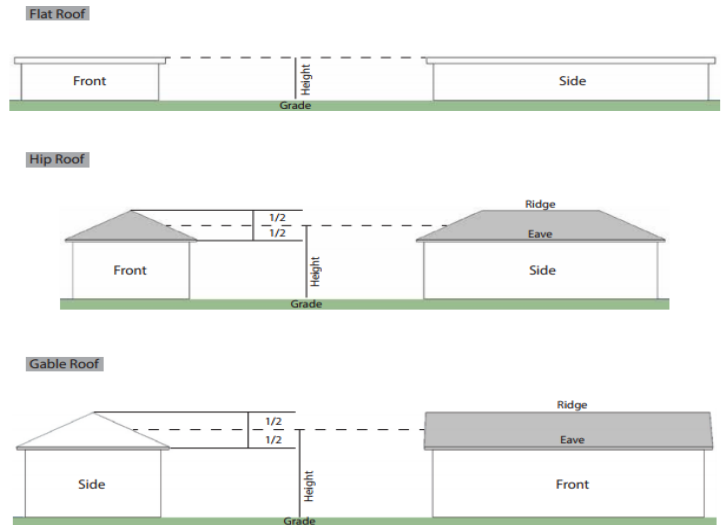 Flat Roof
Front
Height
Side
Grade
Hip Roof
Ridge
1/2
1/2
Eave
Front
Height
Side
Grade
Gable Roof
Ridge
1/2
1/2
Eave
Side
Height
Front
Grade